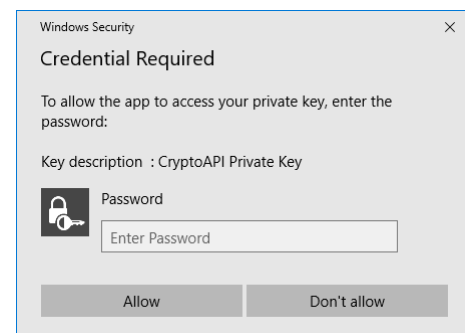 Windows Security
Credential Required
To allow the app to access your private key, enter the
password:
Key description : CryptoAPI Private Key
Password
Enter Password
Allow
Don't allow